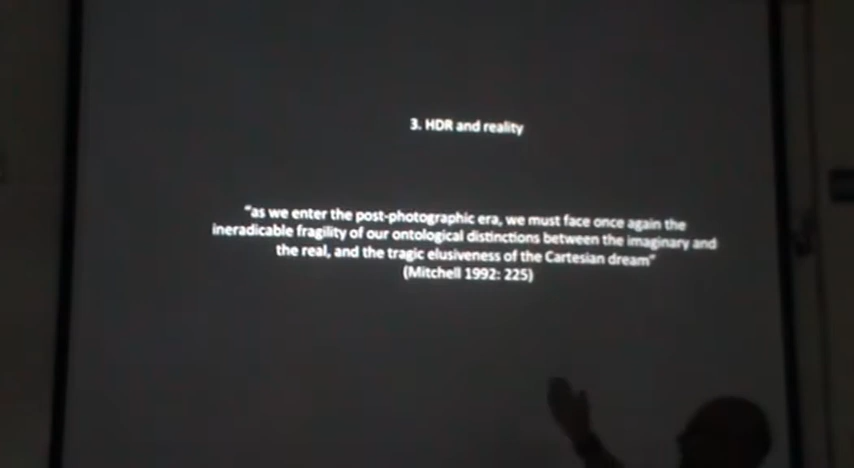 3. HDR and reality
"as we enter the post-photographic era, we must face once again the
ineradicable fragility of our ontological distinctions between the imaginary and
the real, and the tragic elusiveness of the Cartesian dream"
(Mitchell 1992: 225)